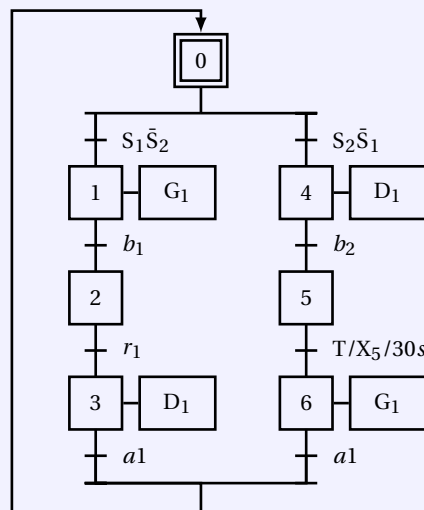 0
S₁S̄₂ S₂S̄₁
1 G₁ 4 D₁
b₁ b₂
2 5
r₁ T/X₅/30s
3 D₁ 6 G₁
a1 a1